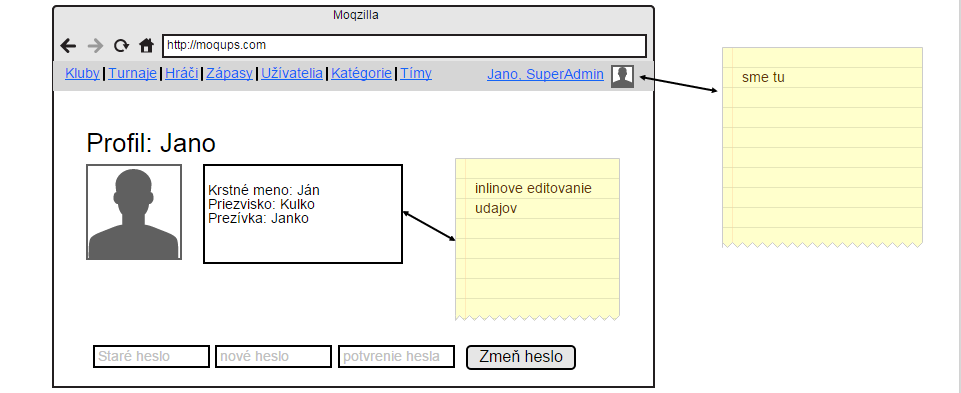 Moqzilla
http://moqups.com
Kluby Turnaje Hráči Zápasy Užívatelia Kategórie Tímy Jano, SuperAdmin
sme tu
Profil: Jano
Krstné meno: Ján
Priezvisko: Kulko
Prezívka: Janko
inlinove editovanie
udajov
Staré heslo nové heslo potvrenie hesla Zmeň heslo